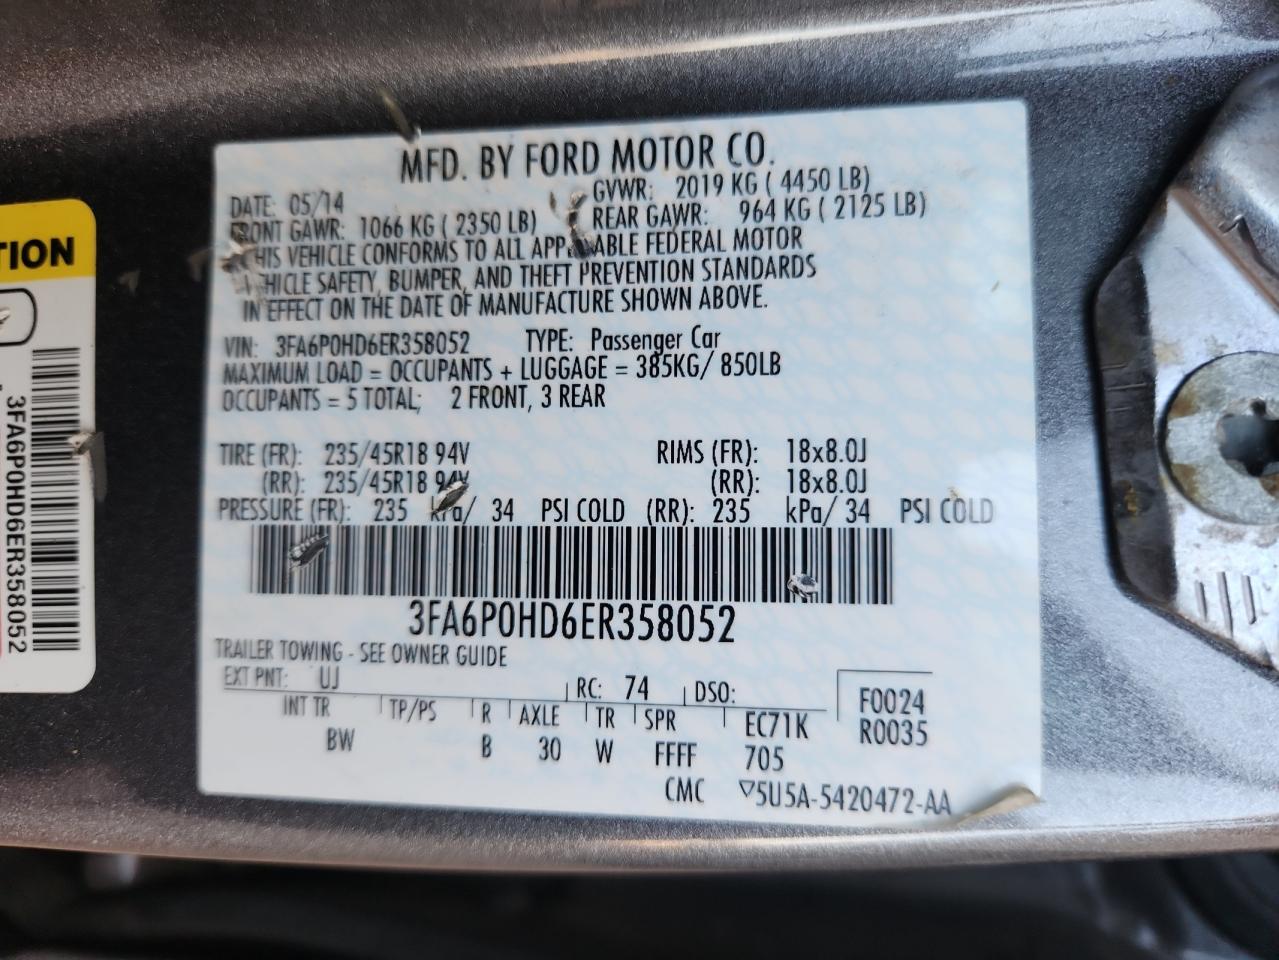 MFD. BY FORD MOTOR CO.
DATE: 05/14 GVWR: 2019 KG ( 4450 LB)
FRONT GAWR: 1066 KG ( 2350 LB) REAR GAWR: 964 KG ( 2125 LB)
THIS VEHICLE CONFORMS TO ALL APPLICABLE FEDERAL MOTOR
VEHICLE SAFETY, BUMPER, AND THEFT PREVENTION STANDARDS
IN EFFECT ON THE DATE OF MANUFACTURE SHOWN ABOVE.
VIN: 3FA6P0HD6ER358052 TYPE: Passenger Car
MAXIMUM LOAD = OCCUPANTS + LUGGAGE = 385KG/ 850LB
OCCUPANTS = 5 TOTAL; 2 FRONT, 3 REAR
TIRE (FR): 235/45R18 94V RIMS (FR): 18x8.0J
(RR): 235/45R18 94V (RR): 18x8.0J
PRESSURE (FR): 235 kPa/ 34 PSI COLD (RR): 235 kPa/ 34 PSI COLD
3FA6P0HD6ER358052
TRAILER TOWING - SEE OWNER GUIDE
EXT PNT: UJ RC: 74 DSO: F0024
INT TR TP/PS R AXLE TR SPR EC71K R0035
BW B 30 W FFFF 705
CMC ▽5U5A-5420472-AA
TION
3FA6P0HD6ER358052